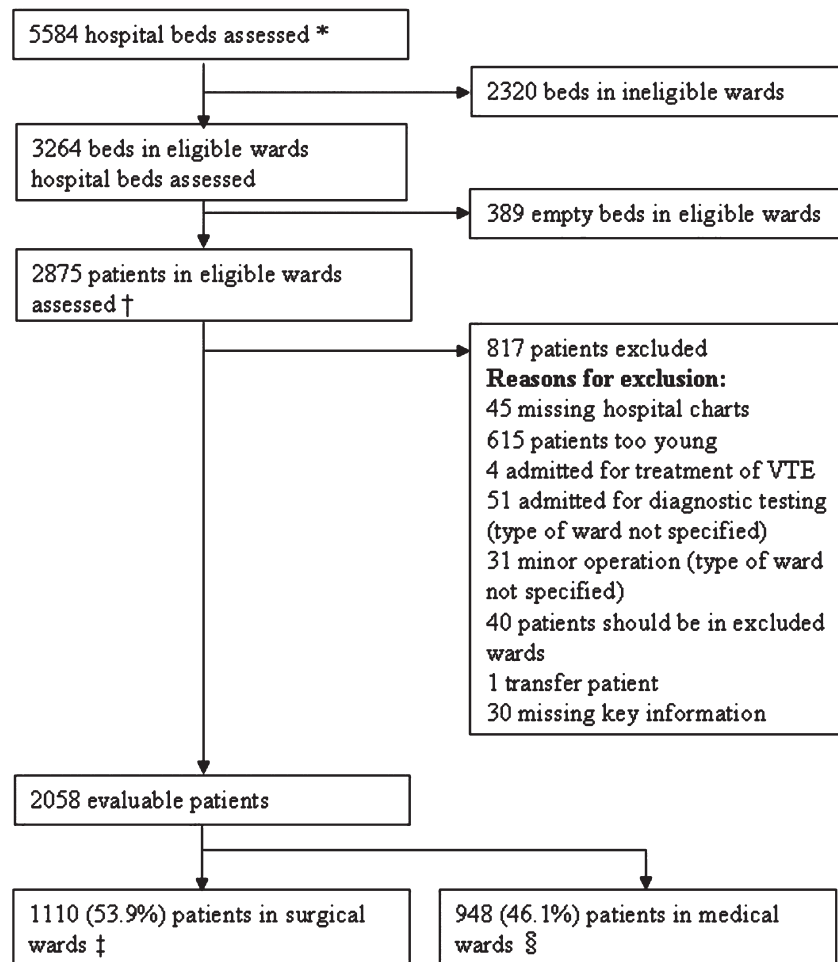 5584 hospital beds assessed *
2320 beds in ineligible wards
3264 beds in eligible wards
hospital beds assessed
389 empty beds in eligible wards
2875 patients in eligible wards
assessed †
817 patients excluded
Reasons for exclusion:
45 missing hospital charts
615 patients too young
4 admitted for treatment of VTE
51 admitted for diagnostic testing
(type of ward not specified)
31 minor operation (type of ward
not specified)
40 patients should be in excluded
wards
1 transfer patient
30 missing key information
2058 evaluable patients
1110 (53.9%) patients in surgical
wards ‡
948 (46.1%) patients in medical
wards §